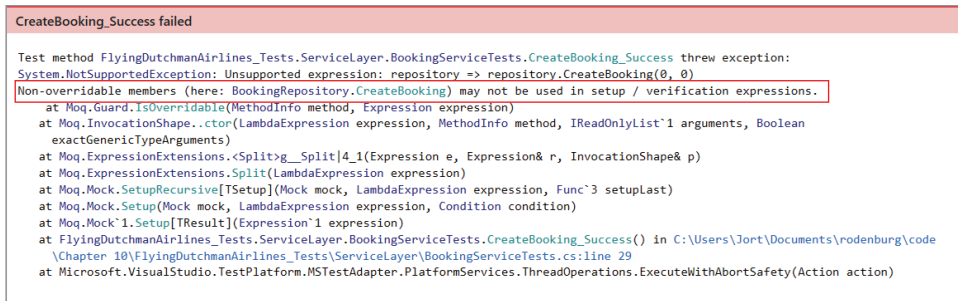 CreateBooking_Success failed
Test method FlyingDutchmanAirlines_Tests.ServiceLayer.BookingServiceTests.CreateBooking_Success threw exception:
System.NotSupportedException: Unsupported expression: repository => repository.CreateBooking(0, 0)
Non-overridable members (here: BookingRepository.CreateBooking) may not be used in setup / verification expressions.
at Moq.Guard.IsOverridable(MethodInfo method, Expression expression)
at Moq.InvocationShape..ctor(LambdaExpression expression, MethodInfo method, IReadOnlyList`1 arguments, Boolean
exactGenericTypeArguments)
at Moq.ExpressionExtensions.<Split>g__Split|4_1(Expression e, Expression& r, InvocationShape& p)
at Moq.ExpressionExtensions.Split(LambdaExpression expression)
at Moq.Mock.SetupRecursive[TSetup](Mock mock, LambdaExpression expression, Func`3 setupLast)
at Moq.Mock.Setup(Mock mock, LambdaExpression expression, Condition condition)
at Moq.Mock`1.Setup[TResult](Expression`1 expression)
at FlyingDutchmanAirlines_Tests.ServiceLayer.BookingServiceTests.CreateBooking_Success() in C:\Users\Jort\Documents\rodenburg\code
\Chapter 10\FlyingDutchmanAirlines_Tests\ServiceLayer\BookingServiceTests.cs:line 29
at Microsoft.VisualStudio.TestPlatform.MSTestAdapter.PlatformServices.ThreadOperations.ExecuteWithAbortSafety(Action action)